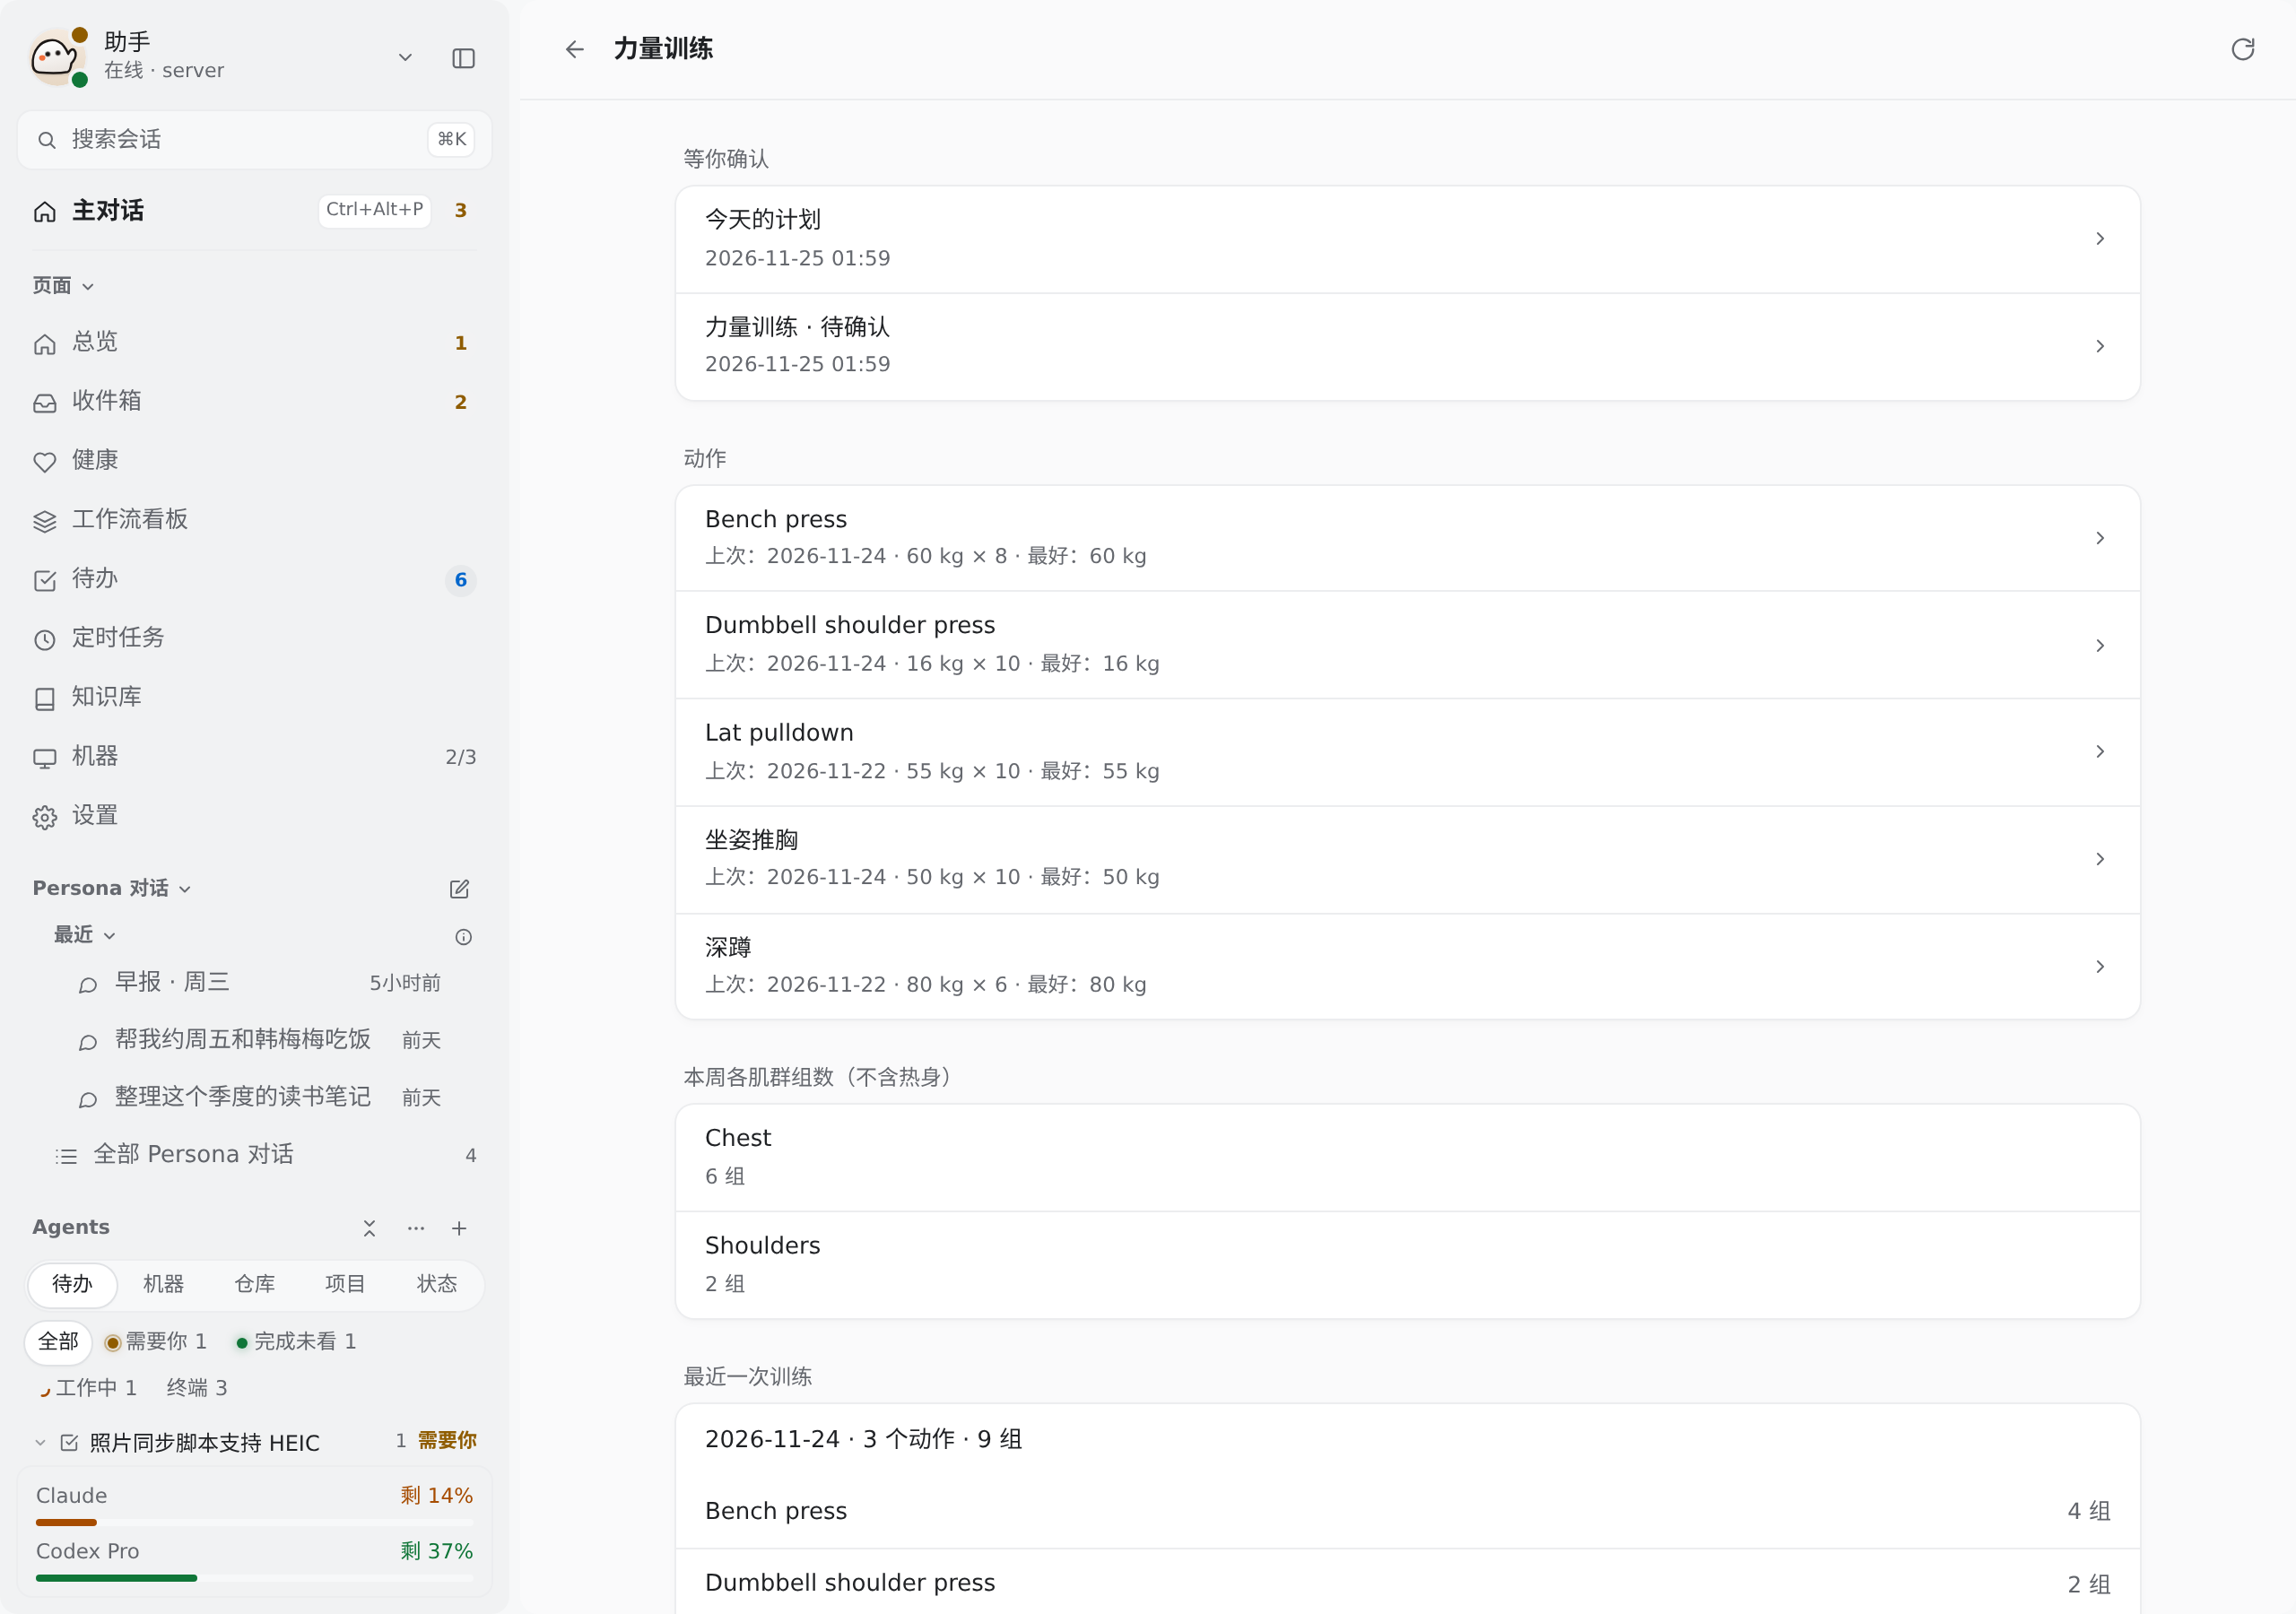 助手
在线 · server
搜索会话
⌘K
主对话
Ctrl+Alt+P
3
页面
总览
1
收件箱
2
健康
工作流看板
待办
6
定时任务
知识库
机器
2/3
设置
Persona 对话
最近
早报 · 周三
5小时前
帮我约周五和韩梅梅吃饭
前天
整理这个季度的读书笔记
前天
全部 Persona 对话
4
Agents
待办
机器
仓库
项目
状态
全部
需要你 1
完成未看 1
工作中 1
终端 3
照片同步脚本支持 HEIC
1 需要你
Claude
剩 14%
Codex Pro
剩 37%
力量训练
等你确认
今天的计划
2026-11-25 01:59
力量训练 · 待确认
2026-11-25 01:59
动作
Bench press
上次：2026-11-24 · 60 kg × 8 · 最好：60 kg
Dumbbell shoulder press
上次：2026-11-24 · 16 kg × 10 · 最好：16 kg
Lat pulldown
上次：2026-11-22 · 55 kg × 10 · 最好：55 kg
坐姿推胸
上次：2026-11-24 · 50 kg × 10 · 最好：50 kg
深蹲
上次：2026-11-22 · 80 kg × 6 · 最好：80 kg
本周各肌群组数（不含热身）
Chest
6 组
Shoulders
2 组
最近一次训练
2026-11-24 · 3 个动作 · 9 组
Bench press
4 组
Dumbbell shoulder press
2 组